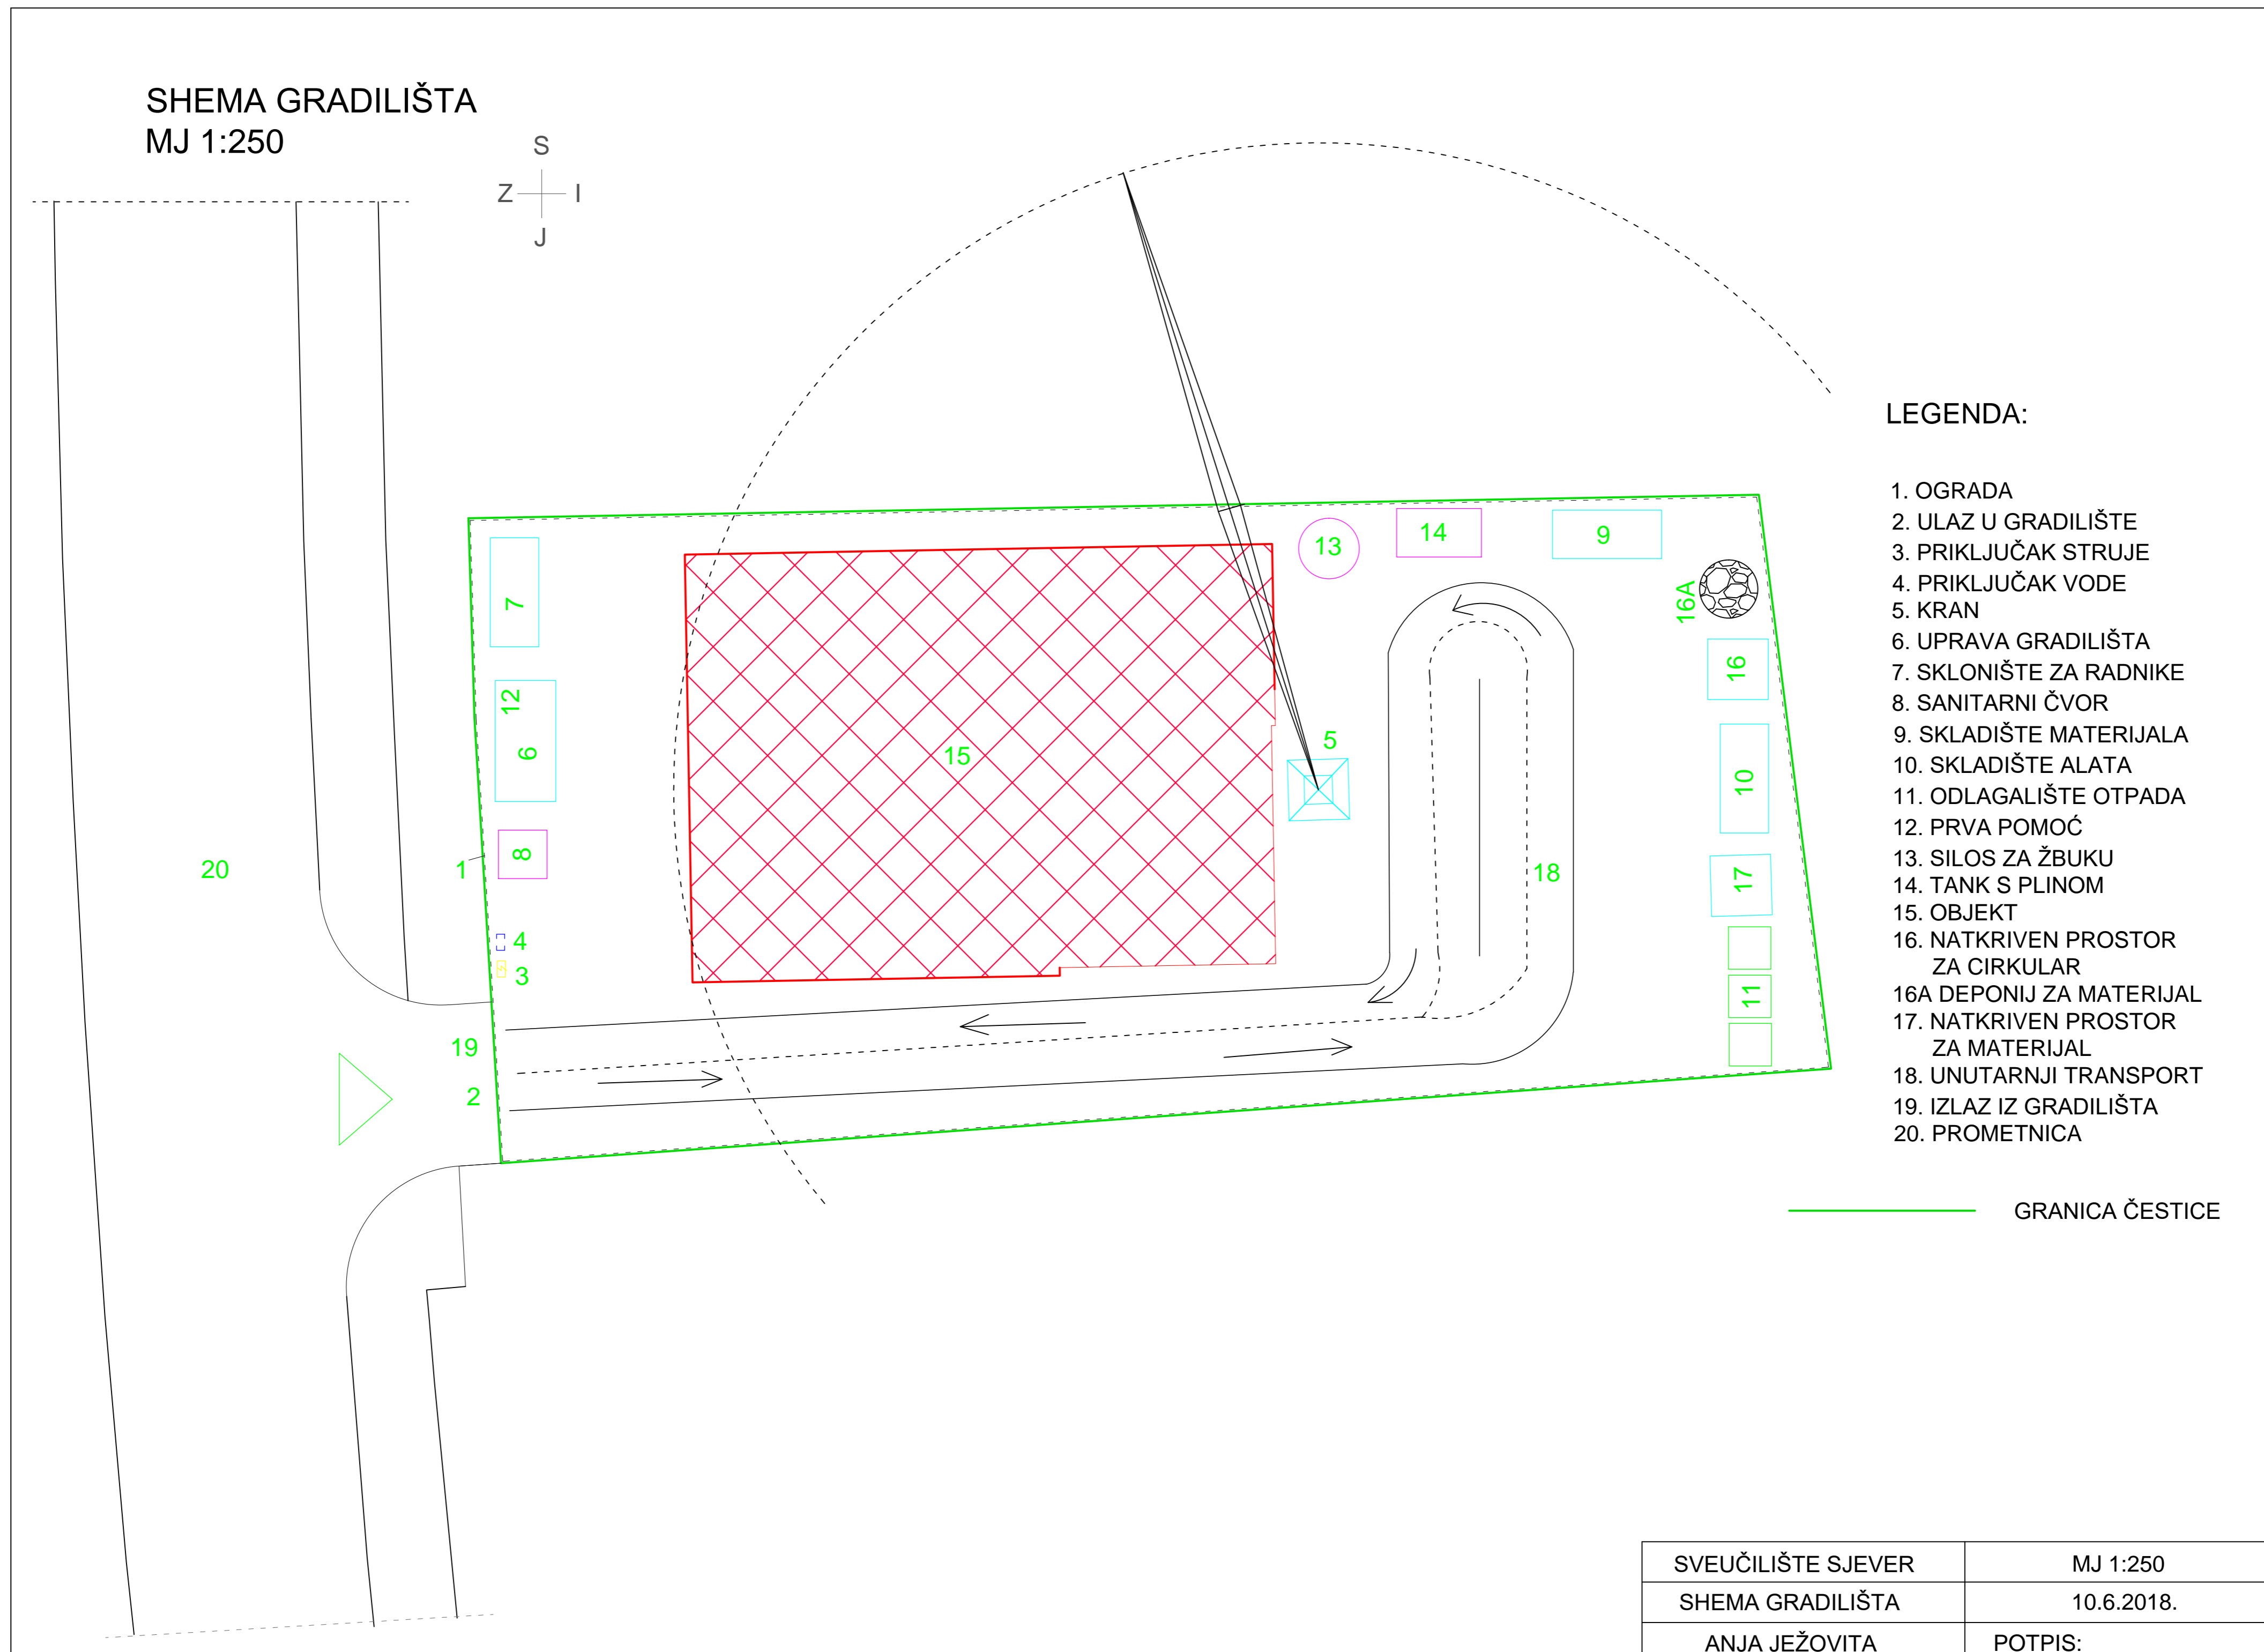 SHEMA GRADILIŠTA
MJ 1:250
S
Z I
J
LEGENDA:
1. OGRADA
2. ULAZ U GRADILIŠTE
3. PRIKLJUČAK STRUJE
4. PRIKLJUČAK VODE
5. KRAN
6. UPRAVA GRADILIŠTA
7. SKLONIŠTE ZA RADNIKE
8. SANITARNI ČVOR
9. SKLADIŠTE MATERIJALA
10. SKLADIŠTE ALATA
11. ODLAGALIŠTE OTPADA
12. PRVA POMOĆ
13. SILOS ZA ŽBUKU
14. TANK S PLINOM
15. OBJEKT
16. NATKRIVEN PROSTOR
ZA CIRKULAR
16A DEPONIJ ZA MATERIJAL
17. NATKRIVEN PROSTOR
ZA MATERIJAL
18. UNUTARNJI TRANSPORT
19. IZLAZ IZ GRADILIŠTA
20. PROMETNICA
GRANICA ČESTICE
7
12
6
8
1
4
3
19
2
20
15
5
13
14
9
16A
16
10
17
11
18
SVEUČILIŠTE SJEVER
MJ 1:250
SHEMA GRADILIŠTA
10.6.2018.
ANJA JEŽOVITA
POTPIS: